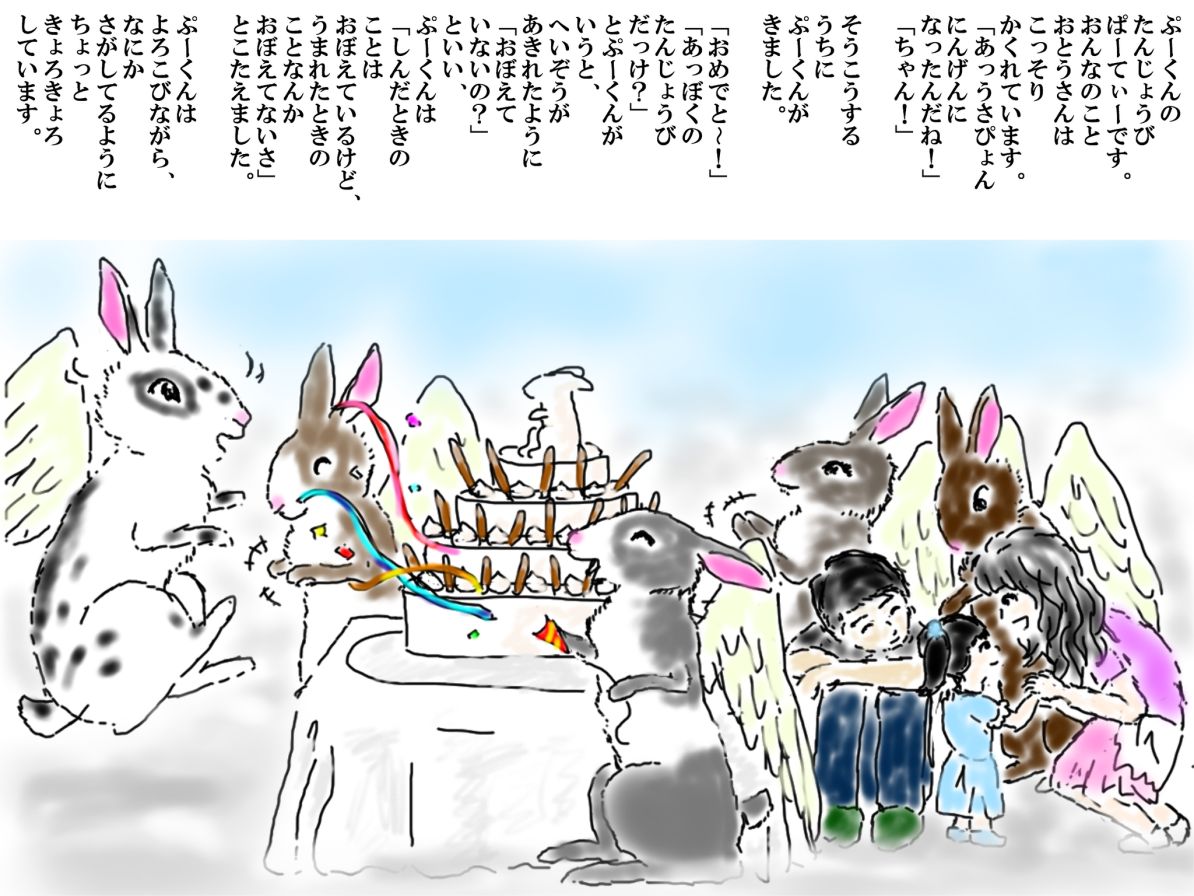 ぷーくんの
たんじょうび
ぱーてぃーです。
おんなのこと
おとうさんは
こっそり
かくれています。
「あっうさぴょん
にんげんに
なったんだね！」
「ちゃん！」
そうこうする
うちに
ぷーくんが
きました。
「おめでと～！」
「あっぼくの
たんじょうび
だっけ？」
とぷーくんが
いうと、
へいぞうが
あきれたように
「おぼえて
いないの？」
といい、
ぷーくんは
「しんだときの
ことは
おぼえているけど、
うまれたときの
ことなんか
おぼえてないさ」
とこたえました。
ぷーくんは
よろこびながら、
なにか
さがしてるように
ちょっと
きょろきょろ
しています。